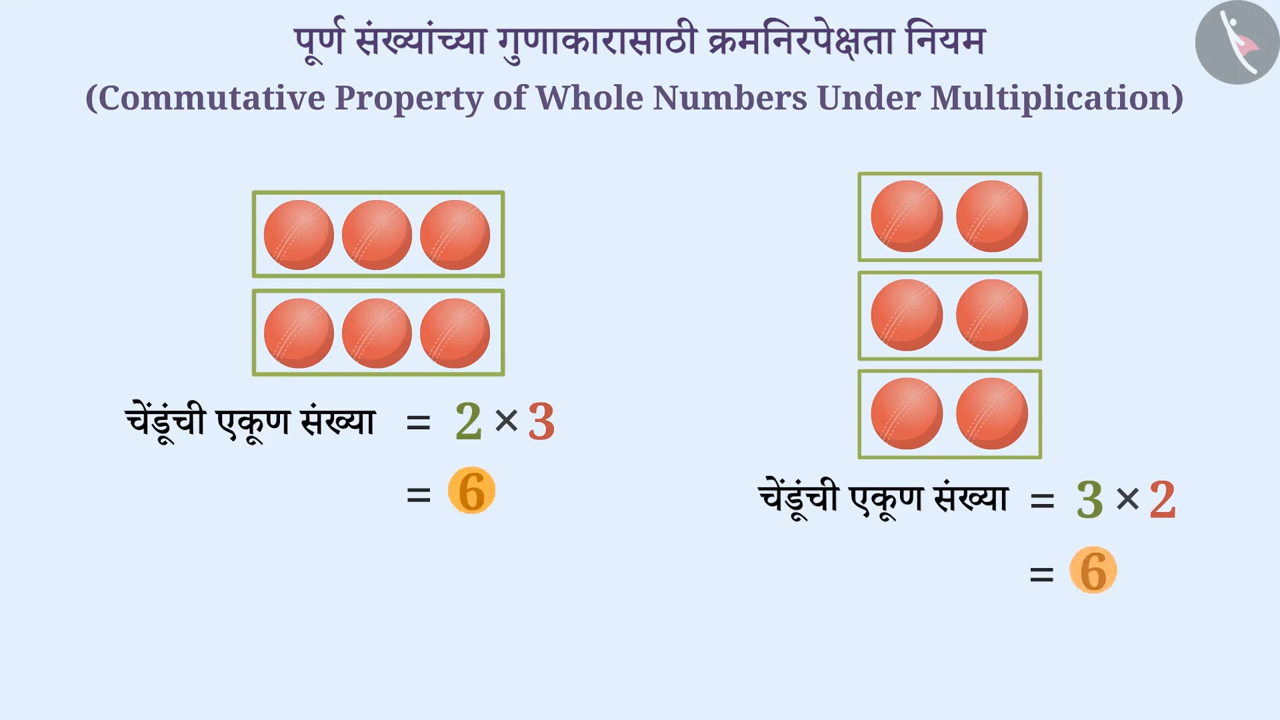 पूर्ण संख्यांच्या गुणाकारासाठी क्रमनिरपेक्षता नियम
(Commutative Property of Whole Numbers Under Multiplication)
चेंडूंची एकूण संख्या = 2 × 3
= 6
चेंडूंची एकूण संख्या = 3 × 2
= 6